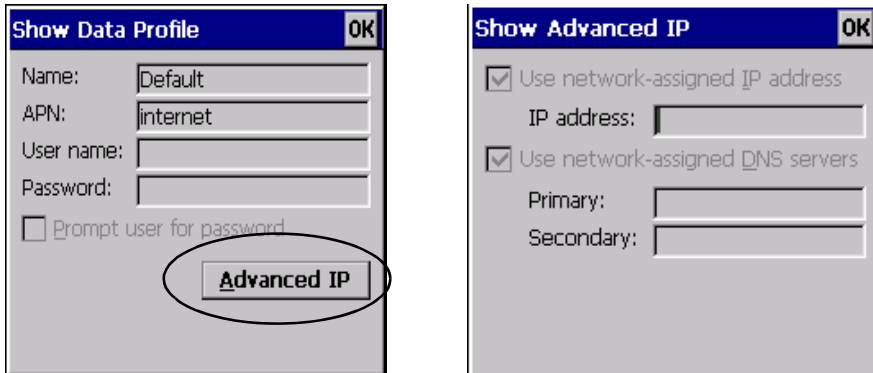 Show Data Profile OK
Name: Default
APN: internet
User name:
Password:
Prompt user for password
Advanced IP
Show Advanced IP OK
Use network-assigned IP address
IP address:
Use network-assigned DNS servers
Primary:
Secondary: